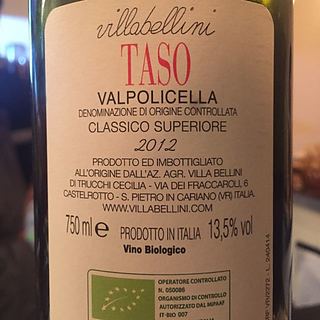 villabellini
TASO
VALPOLICELLA
DENOMINAZIONE DI ORIGINE CONTROLLATA
CLASSICO SUPERIORE
2012
PRODOTTO ED IMBOTTIGLIATO
ALL'ORIGINE DALL'AZ. AGR. VILLA BELLINI
DI TRUCCHI CECILIA - VIA DEI FRACCAROLI, 6
CASTELROTTO - S. PIETRO IN CARIANO (VR) ITALIA.
WWW.VILLABELLINI.COM
750 ml e PRODOTTO IN ITALIA 13,5% vol
Vino Biologico
OPERATORE CONTROLLATO
N. 050086
ORGANISMO DI CONTROLLO
AUTORIZZATO DAL MIPAAF
IT-BIO 007
L. 240414